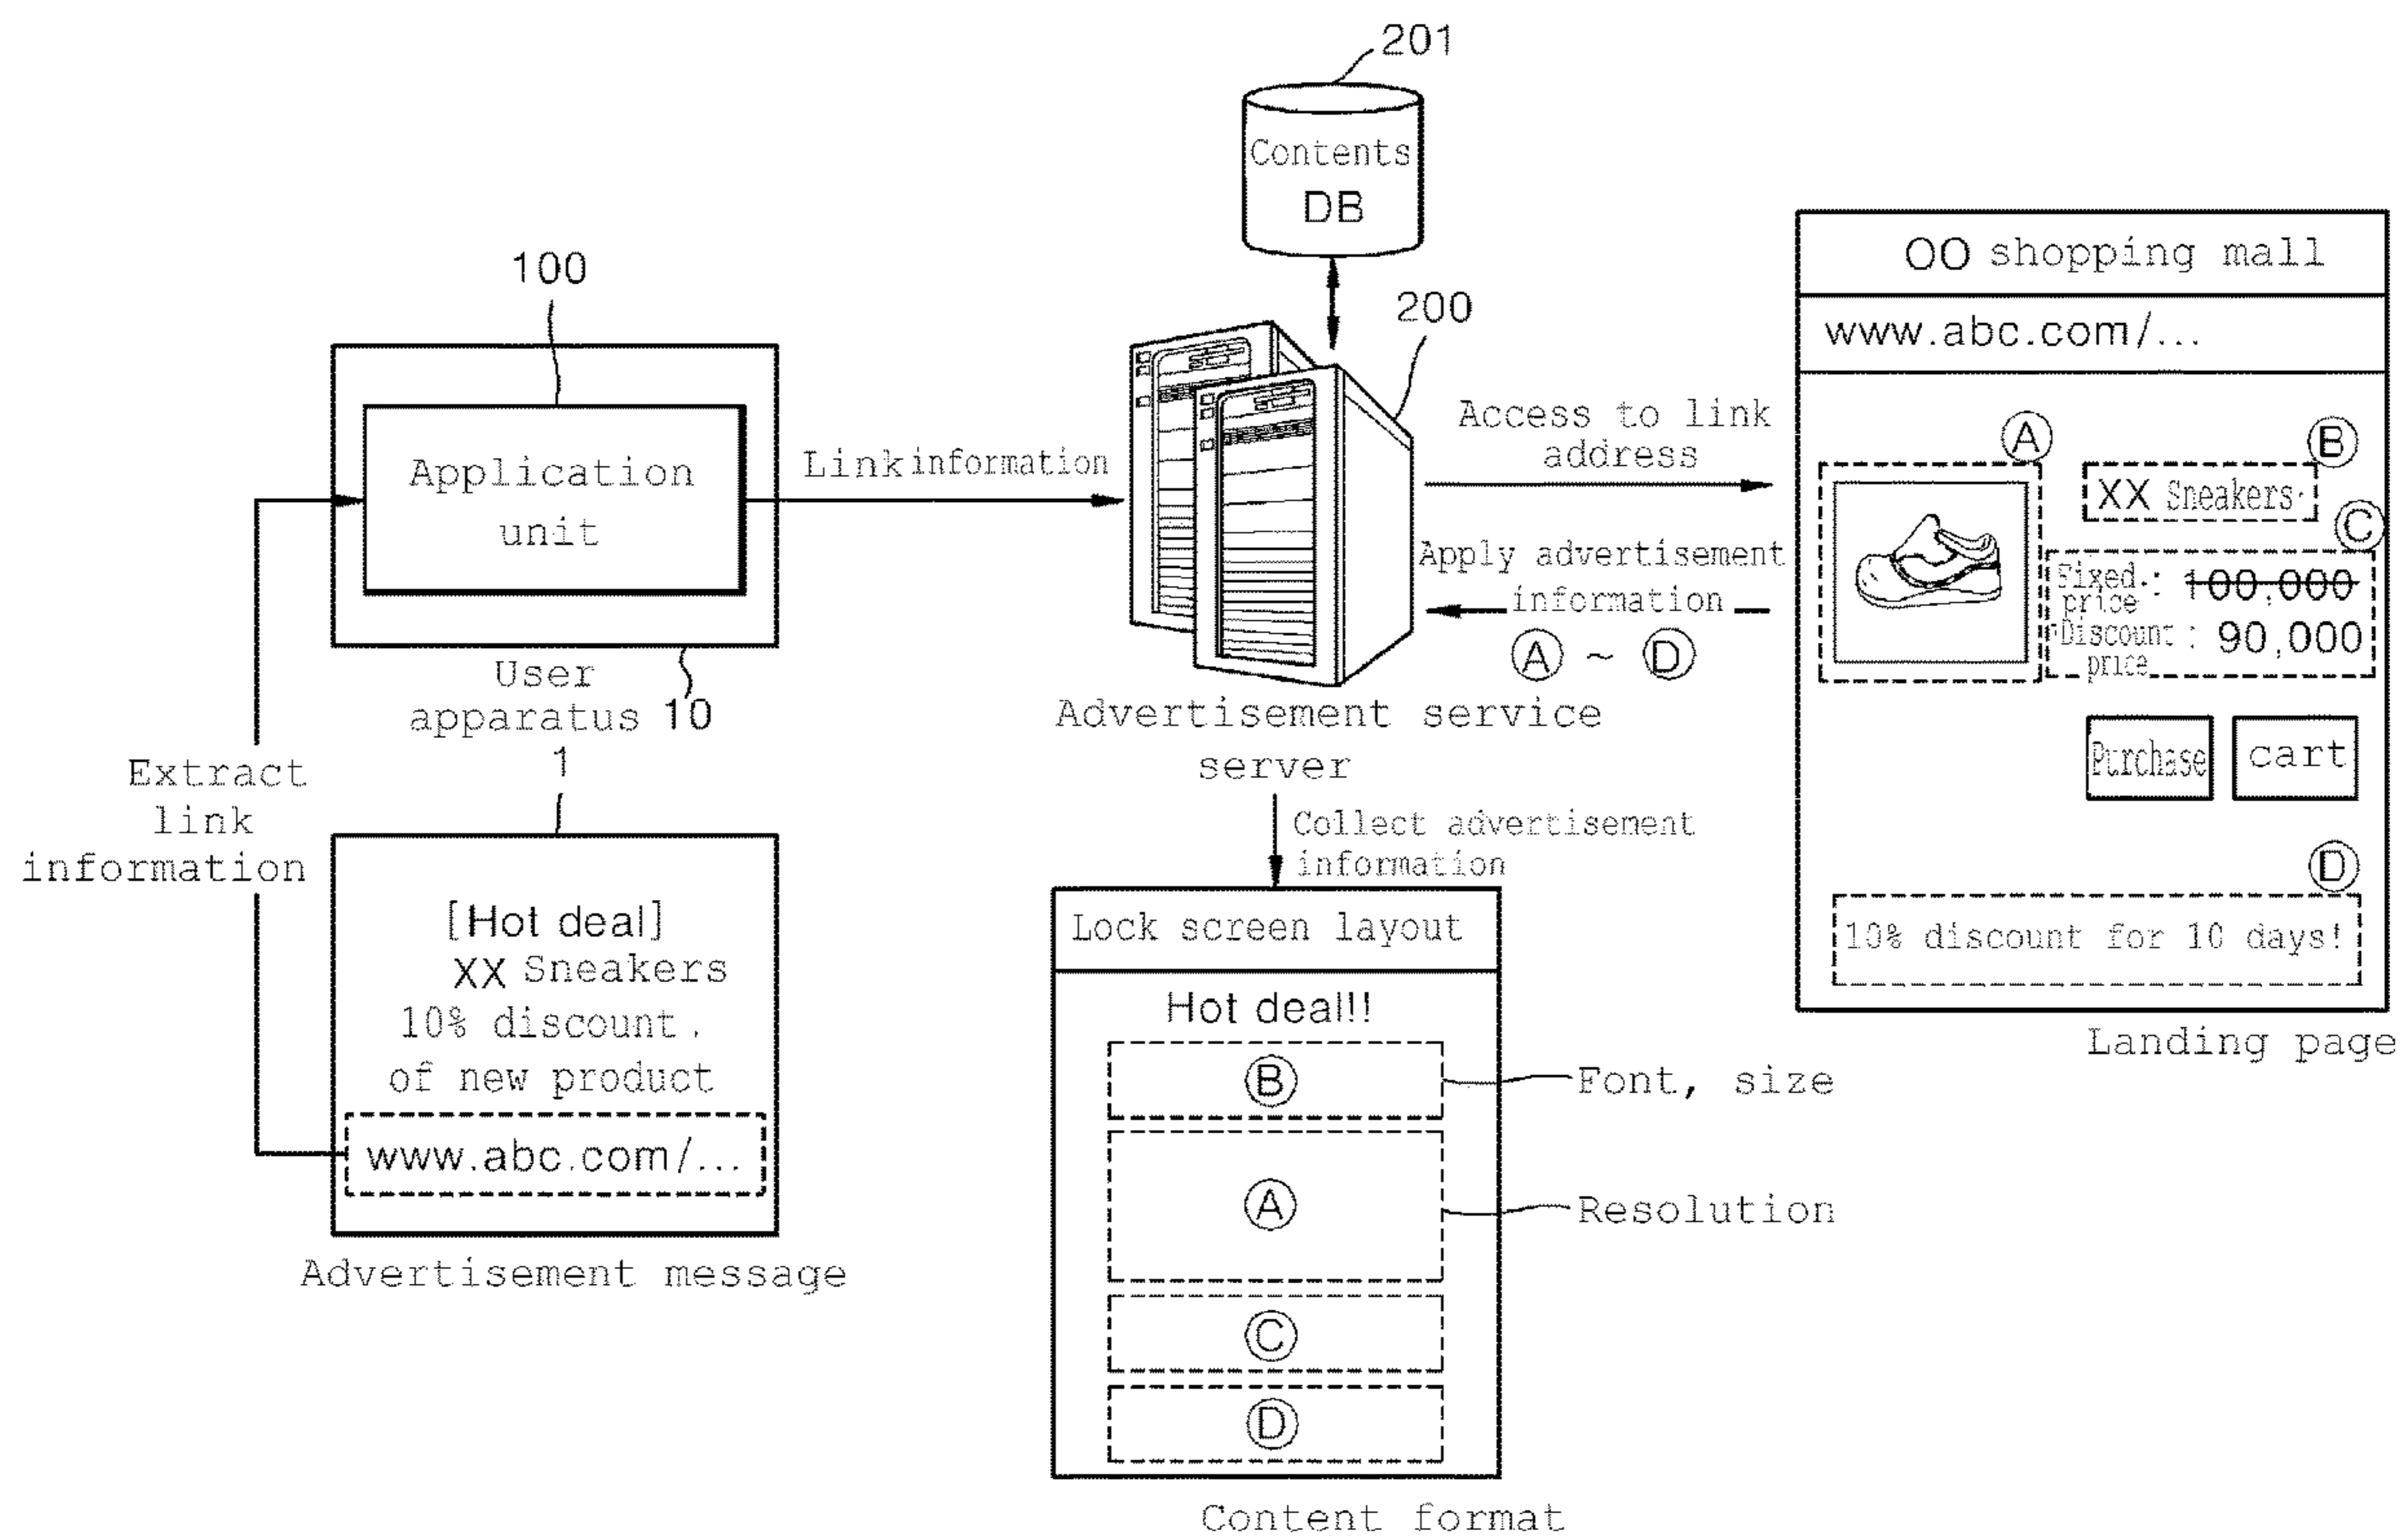 201
Contents
DB
100
200
Application
unit
User
apparatus 10
Link information
Extract
link
information
1
[Hot deal]
XX Sneakers
10% discount.
of new product
www.abc.com/...
Advertisement message
Advertisement service
server
Access to link
address
Apply advertisement
information
A ~ D
Collect advertisement
information
Lock screen layout
Hot deal!!
B
A
C
D
Font, size
Resolution
Content format
OO shopping mall
www.abc.com/...
A
B
XX Sneakers
C
Fixed price : 100,000
Discount price : 90,000
Purchase
cart
D
10% discount for 10 days!
Landing page